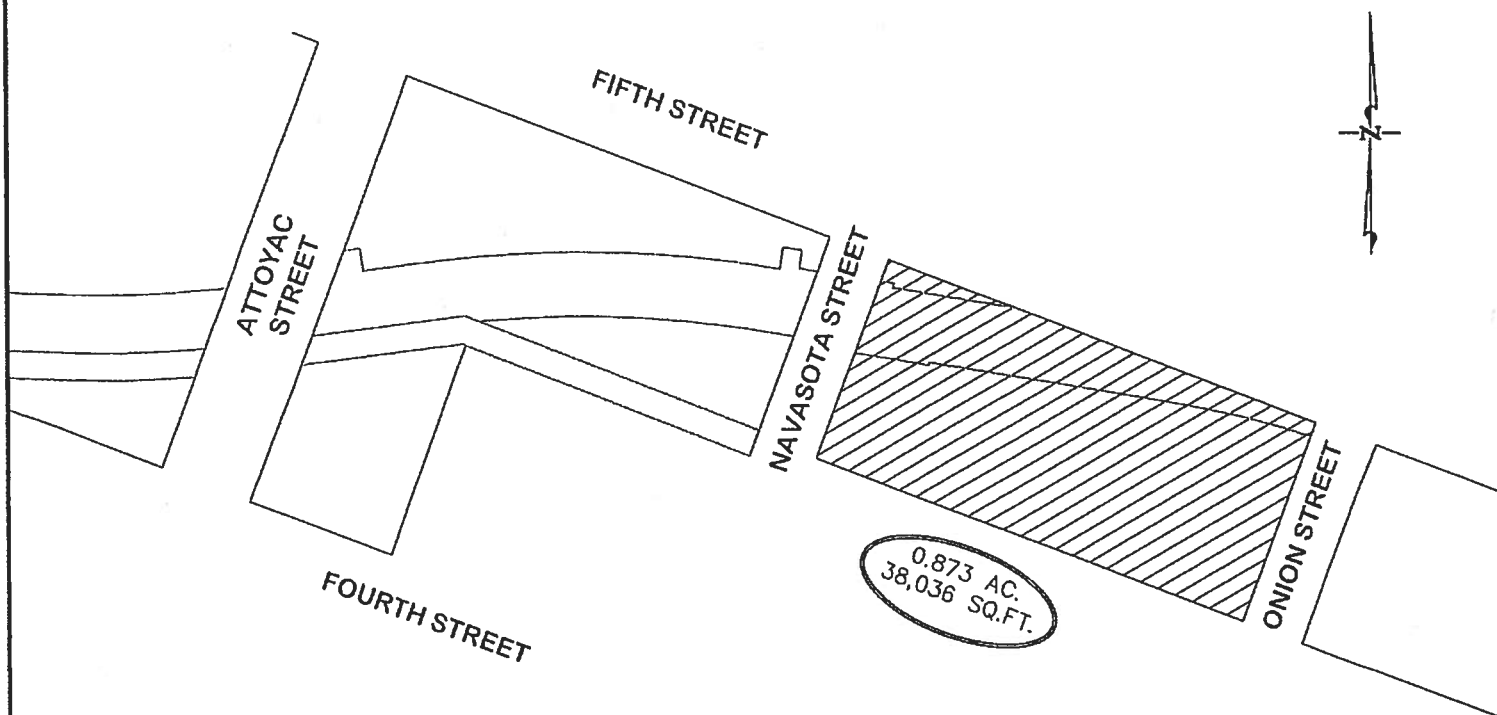 FIFTH STREET
N
ATTOYAC
STREET
NAVASOTA STREET
ONION STREET
0.873 AC.
38,036 SQ.FT.
FOURTH STREET